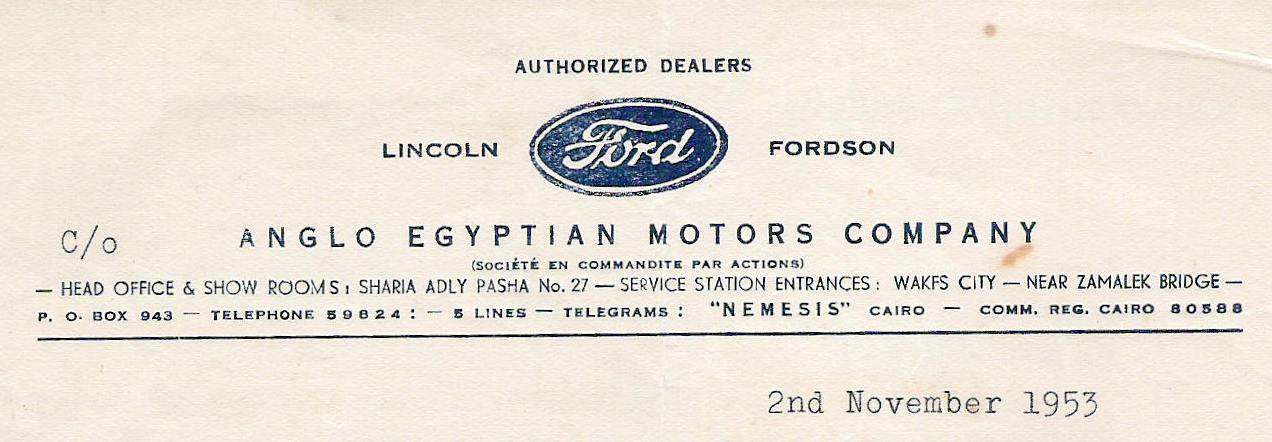 AUTHORIZED DEALERS
LINCOLN Ford FORDSON
C/o ANGLO EGYPTIAN MOTORS COMPANY
(SOCIÉTÉ EN COMMANDITE PAR ACTIONS)
— HEAD OFFICE & SHOW ROOMS: SHARIA ADLY PASHA No. 27 — SERVICE STATION ENTRANCES: WAKFS CITY — NEAR ZAMALEK BRIDGE —
P. O. BOX 943 — TELEPHONE 59824: — 5 LINES — TELEGRAMS: "NEMESIS" CAIRO — COMM. REG. CAIRO 80588
2nd November 1953